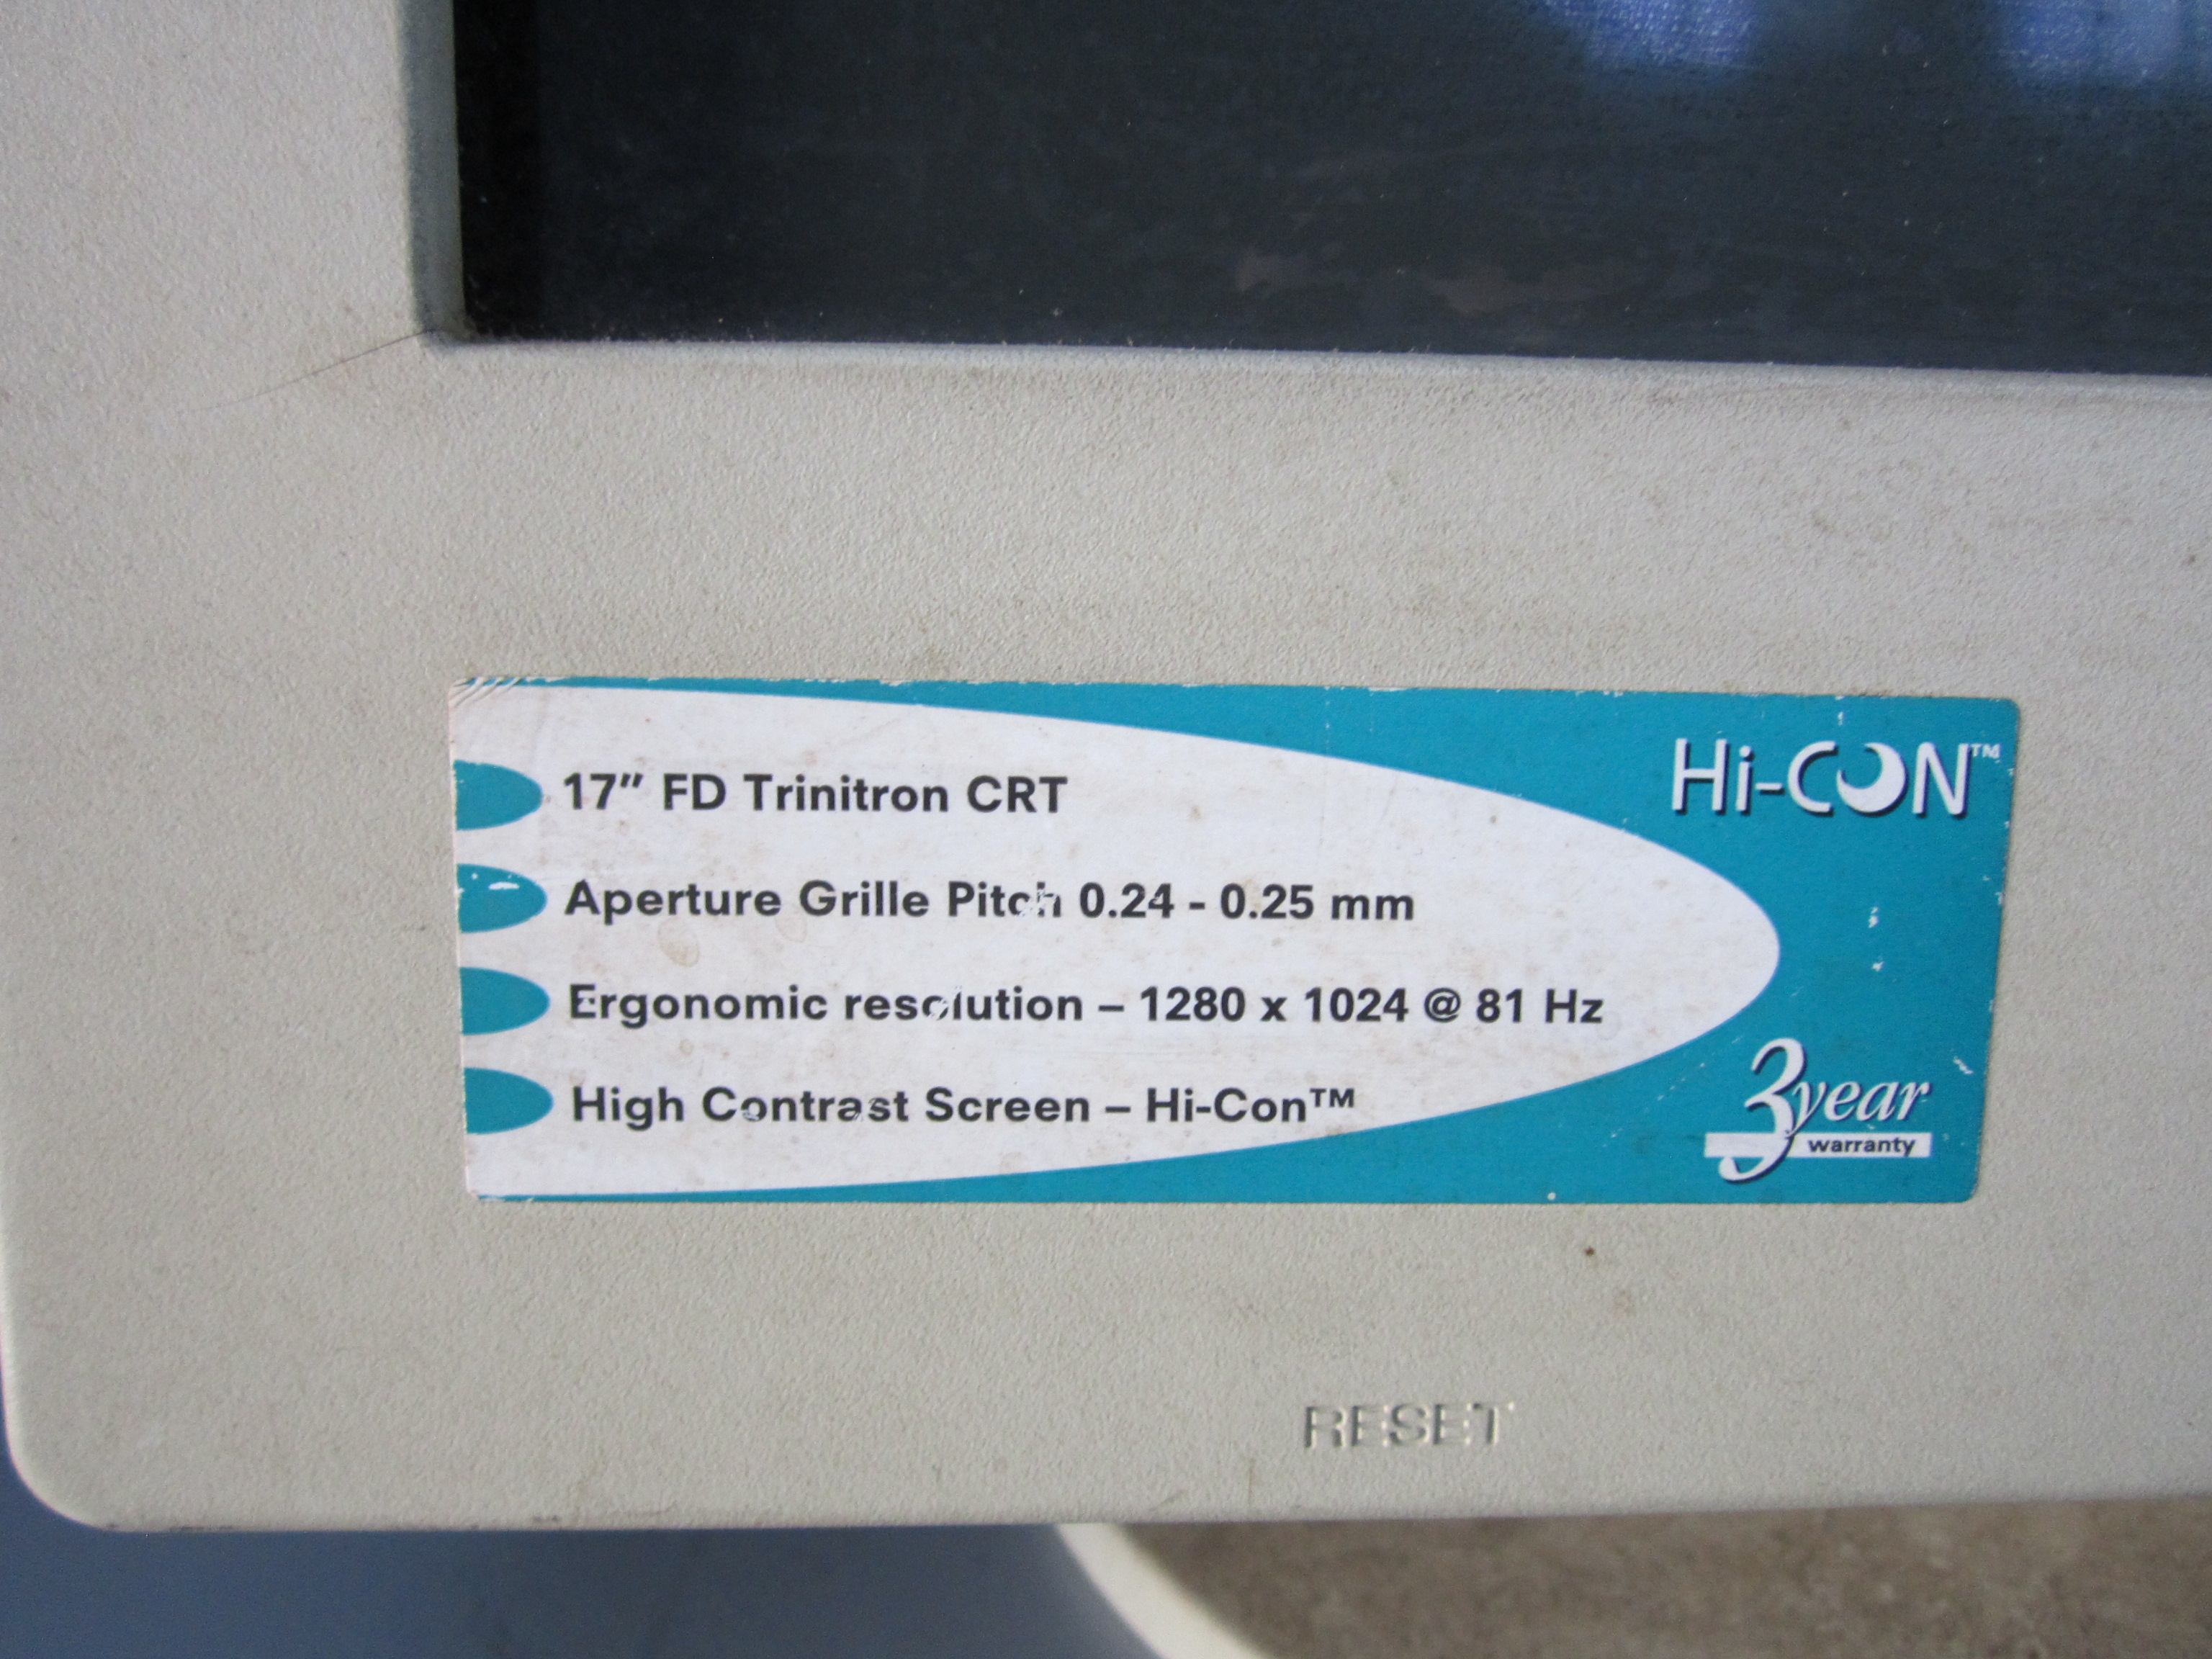 17" FD Trinitron CRT
Aperture Grille Pitch 0.24 - 0.25 mm
Ergonomic resolution – 1280 x 1024 @ 81 Hz
High Contrast Screen – Hi-Con™
Hi-CON™
3year
warranty
RESET